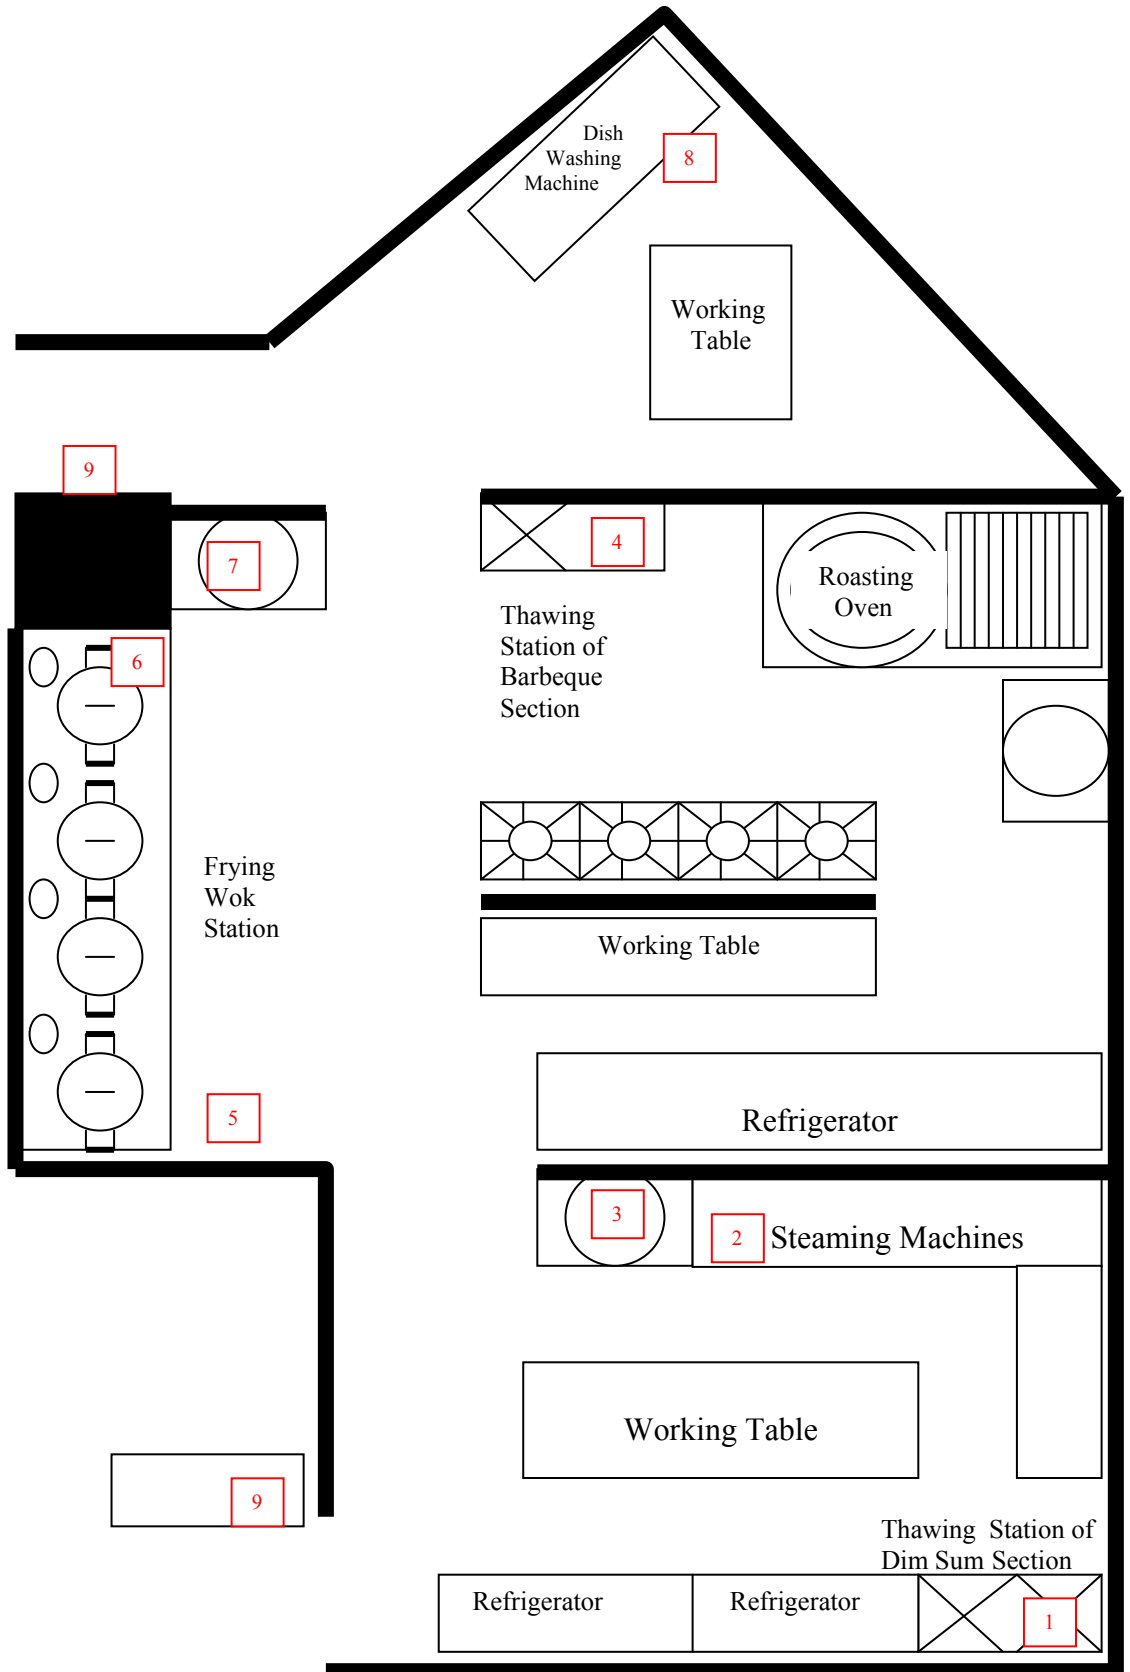 Dish
Washing
Machine
8
Working
Table
9
7
4
Roasting
Oven
6
Thawing
Station of
Barbeque
Section
Frying
Wok
Station
Working Table
5
Refrigerator
3
2
Steaming Machines
Working Table
9
Thawing Station of
Dim Sum Section
Refrigerator
Refrigerator
1